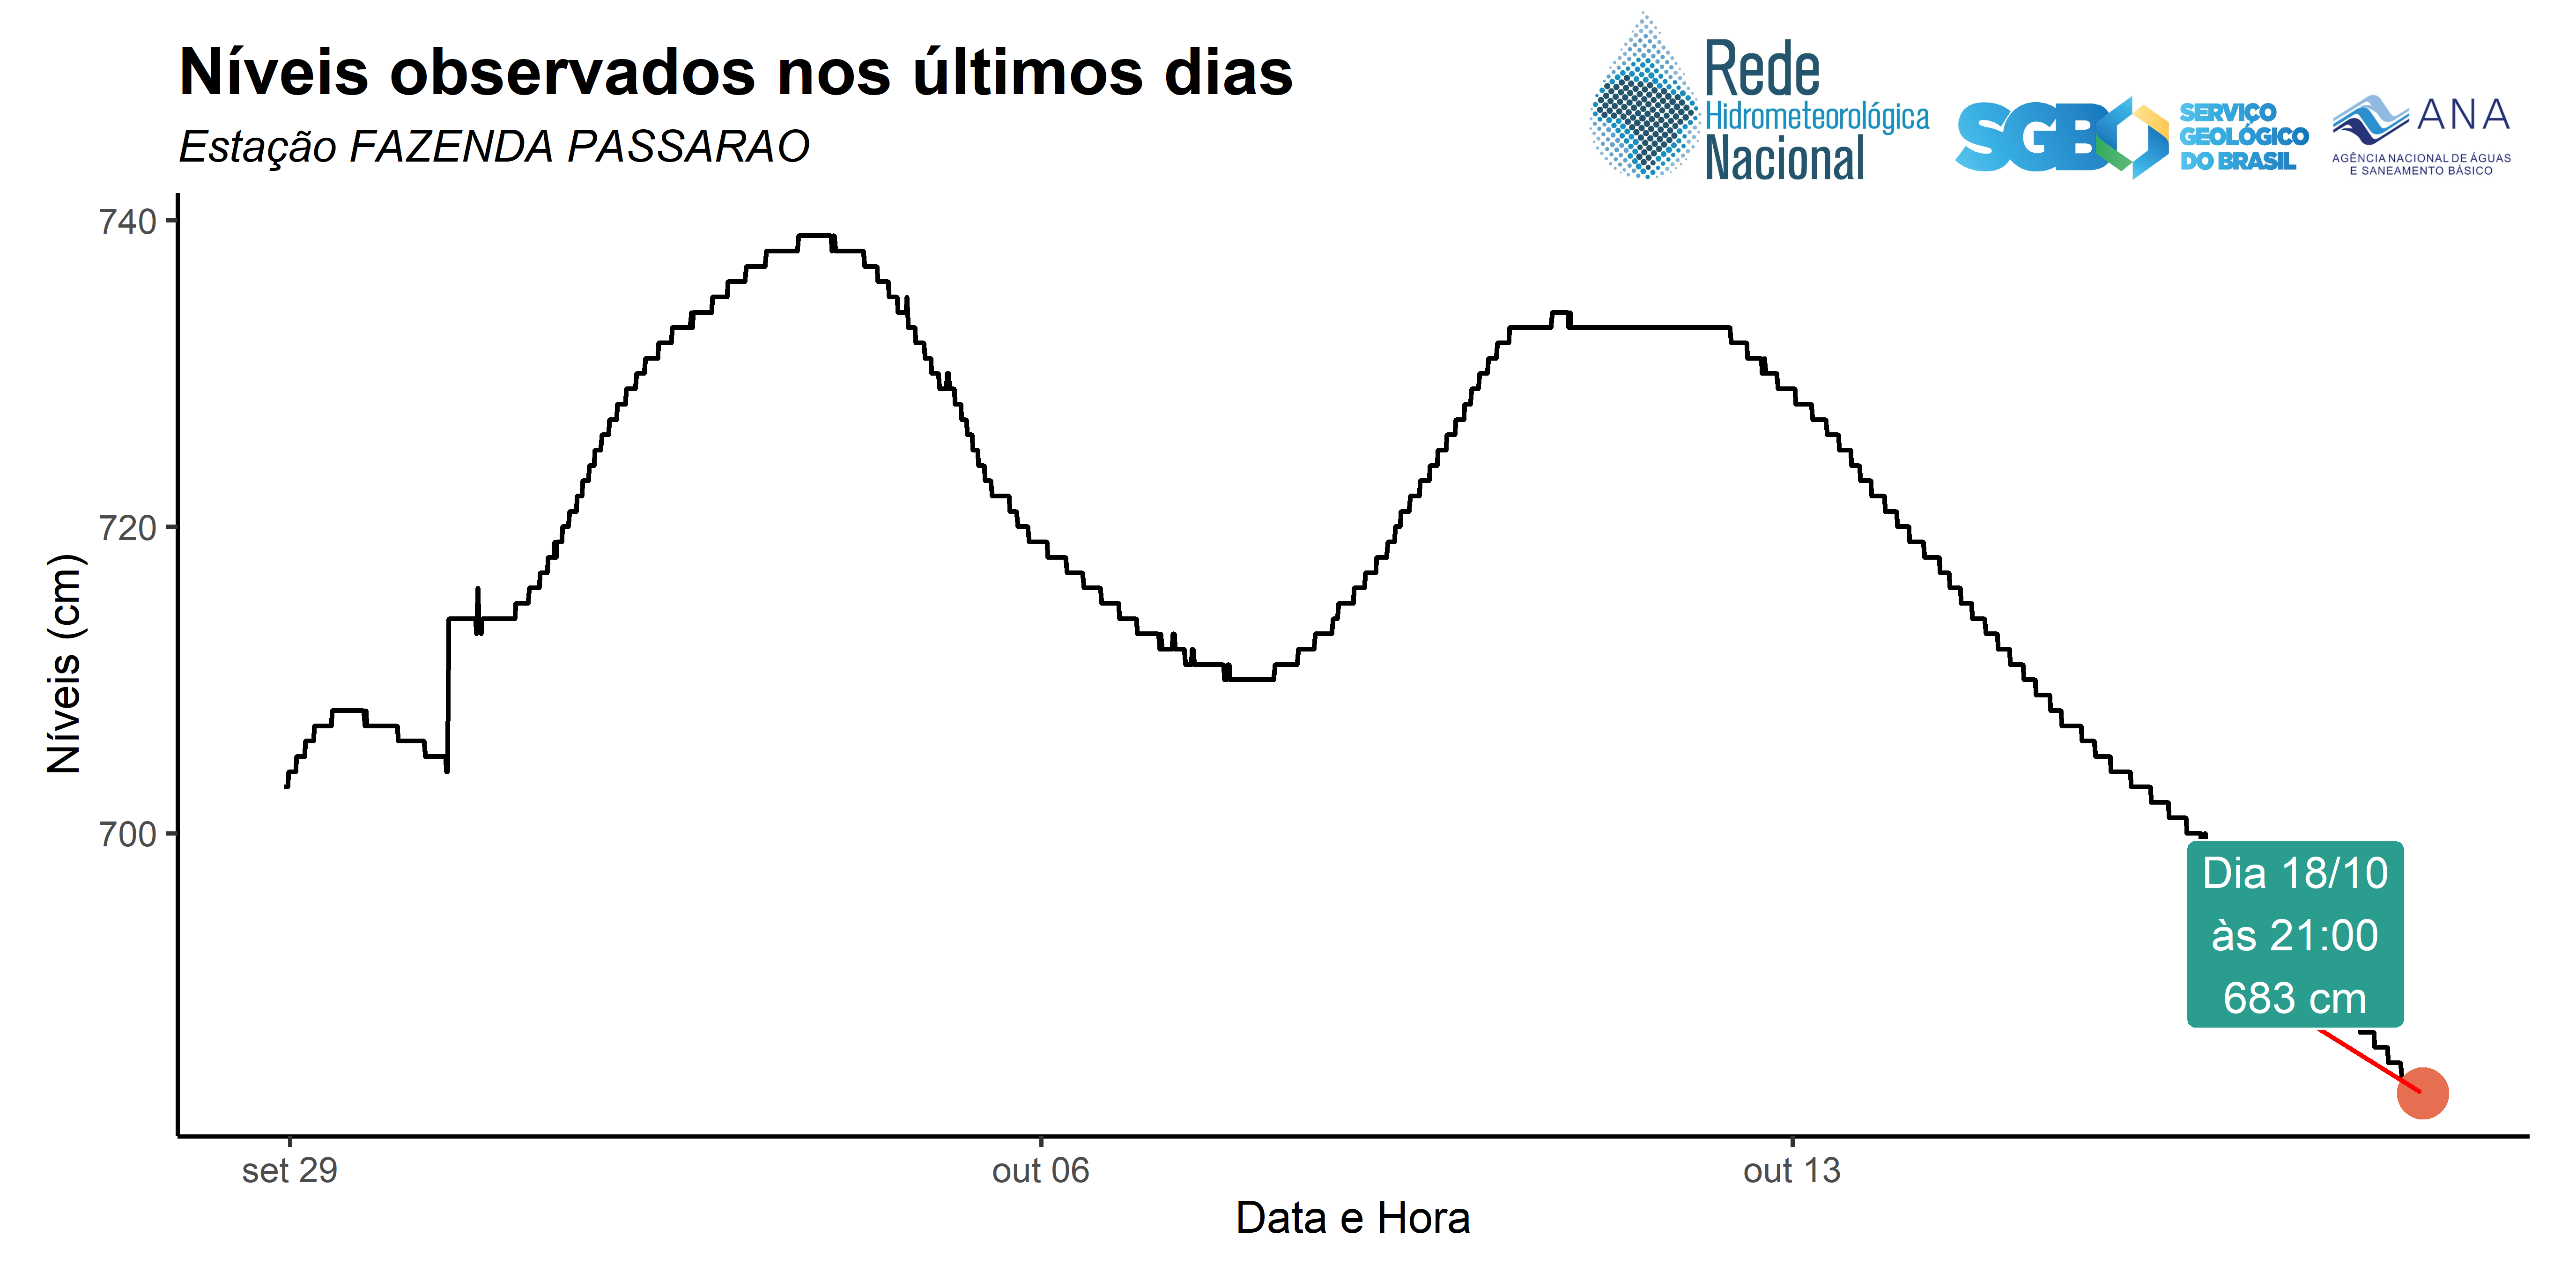 Níveis observados nos últimos dias
Estação FAZENDA PASSARAO
Rede
Hidrometeorológica
Nacional
SGB
SERVIÇO
GEOLÓGICO
DO BRASIL
ANA
AGÊNCIA NACIONAL DE ÁGUAS
E SANEAMENTO BÁSICO
740
720
700
Níveis (cm)
Dia 18/10
às 21:00
683 cm
set 29
out 06
out 13
Data e Hora